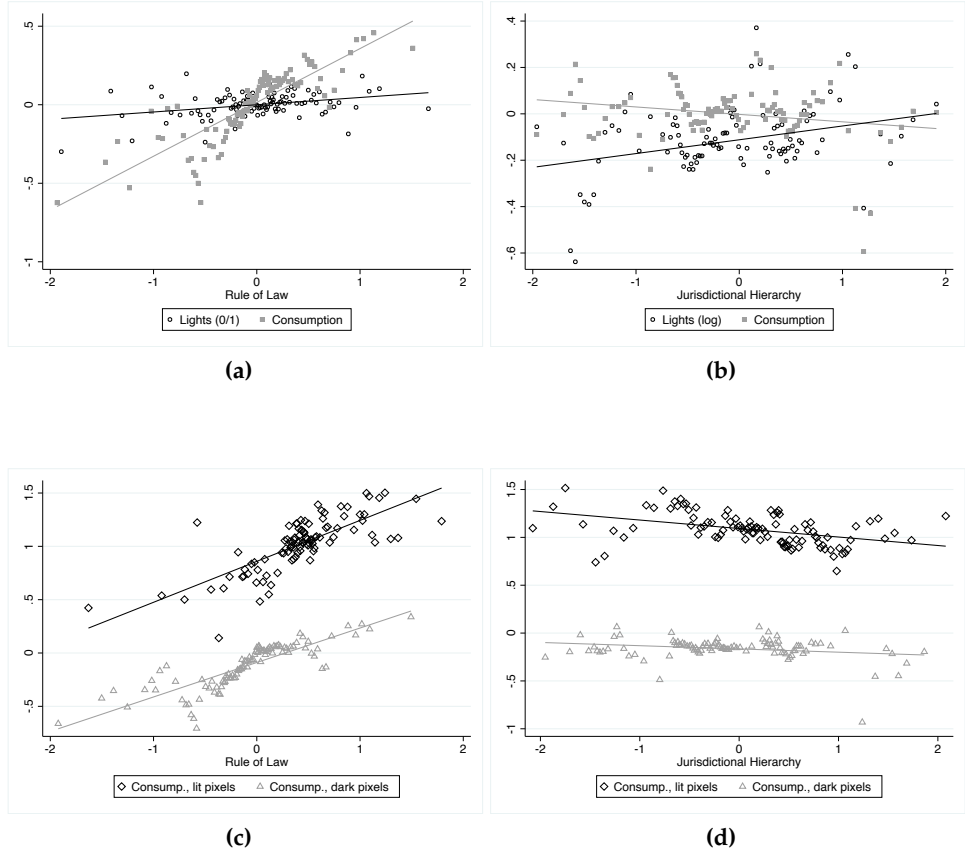 .5
0
-.5
-1
-2 -1 0 1 2
Rule of Law
Lights (0/1) Consumption
(a)
.4
.2
0
-.2
-.4
-.6
-2 -1 0 1 2
Jurisdictional Hierarchy
Lights (log) Consumption
(b)
1.5
1
.5
0
-.5
-2 -1 0 1 2
Rule of Law
Consump., lit pixels Consump., dark pixels
(c)
1.5
1
.5
0
-.5
-1
-2 -1 0 1 2
Jurisdictional Hierarchy
Consump., lit pixels Consump., dark pixels
(d)